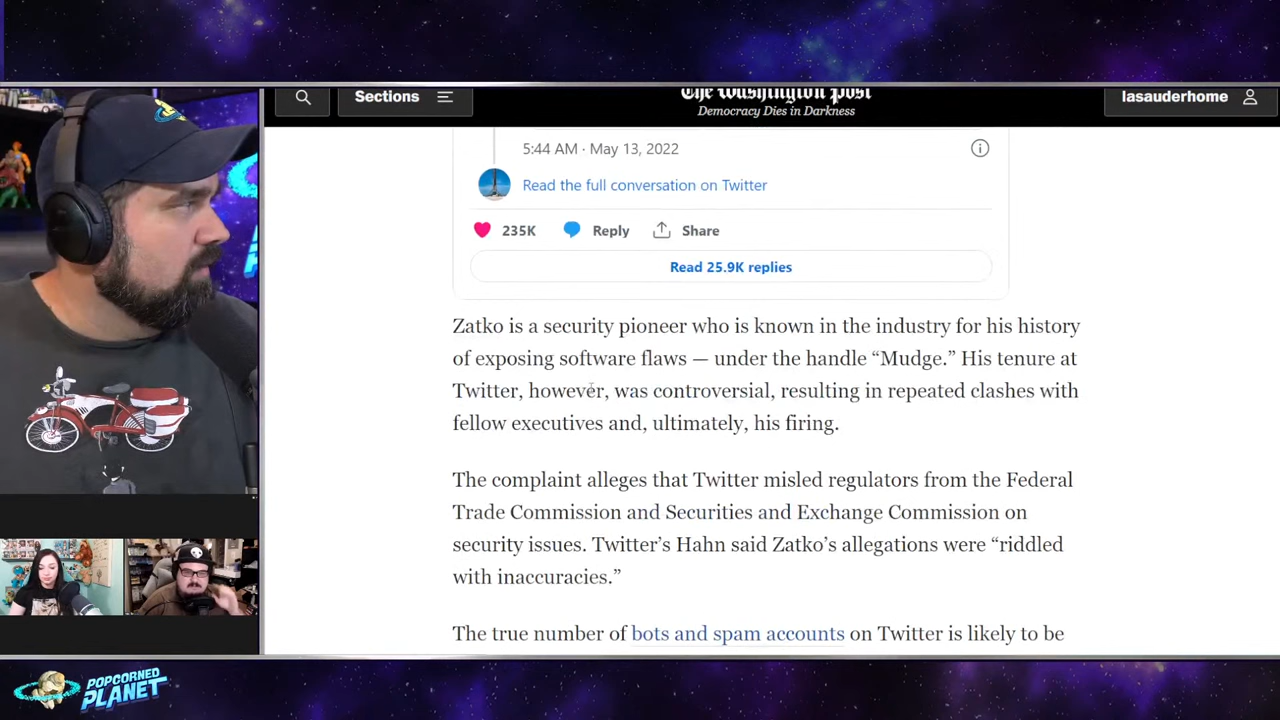 Sections
The Washington Post
Democracy Dies in Darkness
lasauderhome
5:44 AM · May 13, 2022
Read the full conversation on Twitter
235K Reply Share
Read 25.9K replies
Zatko is a security pioneer who is known in the industry for his history
of exposing software flaws — under the handle “Mudge.” His tenure at
Twitter, however, was controversial, resulting in repeated clashes with
fellow executives and, ultimately, his firing.
The complaint alleges that Twitter misled regulators from the Federal
Trade Commission and Securities and Exchange Commission on
security issues. Twitter’s Hahn said Zatko’s allegations were “riddled
with inaccuracies.”
The true number of bots and spam accounts on Twitter is likely to be
POPCORNED
PLANET